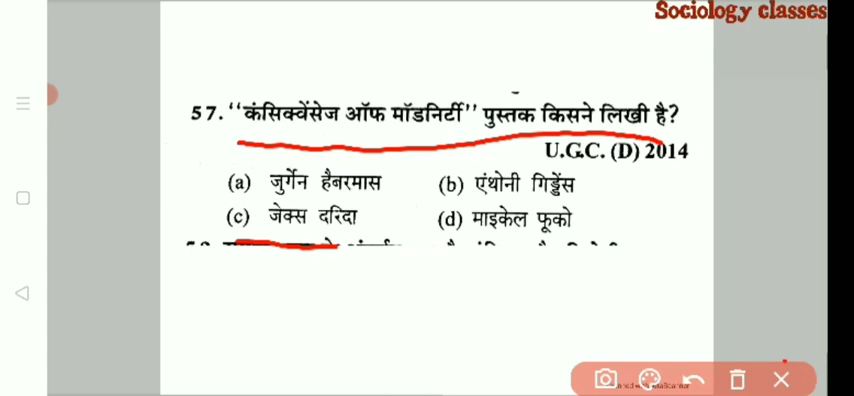 Sociology classes
57. ‘‘कंसिक्वेंसेज ऑफ मॉडनिर्टी’’ पुस्तक किसने लिखी है?
U.G.C. (D) 2014
(a) जुर्गेन हैबरमास (b) एंथोनी गिड्डेंस
(c) जेक्स दरिदा (d) माइकेल फूको